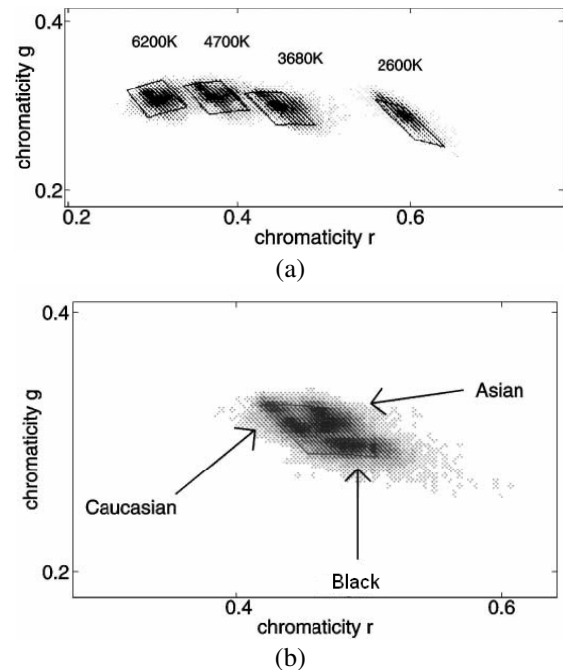 0.4
6200K 4700K 3680K 2600K
chromaticity g
0.2
0.2 0.4 0.6
chromaticity r
(a)
0.4
Asian
chromaticity g
Caucasian
Black
0.2
0.4 0.6
chromaticity r
(b)